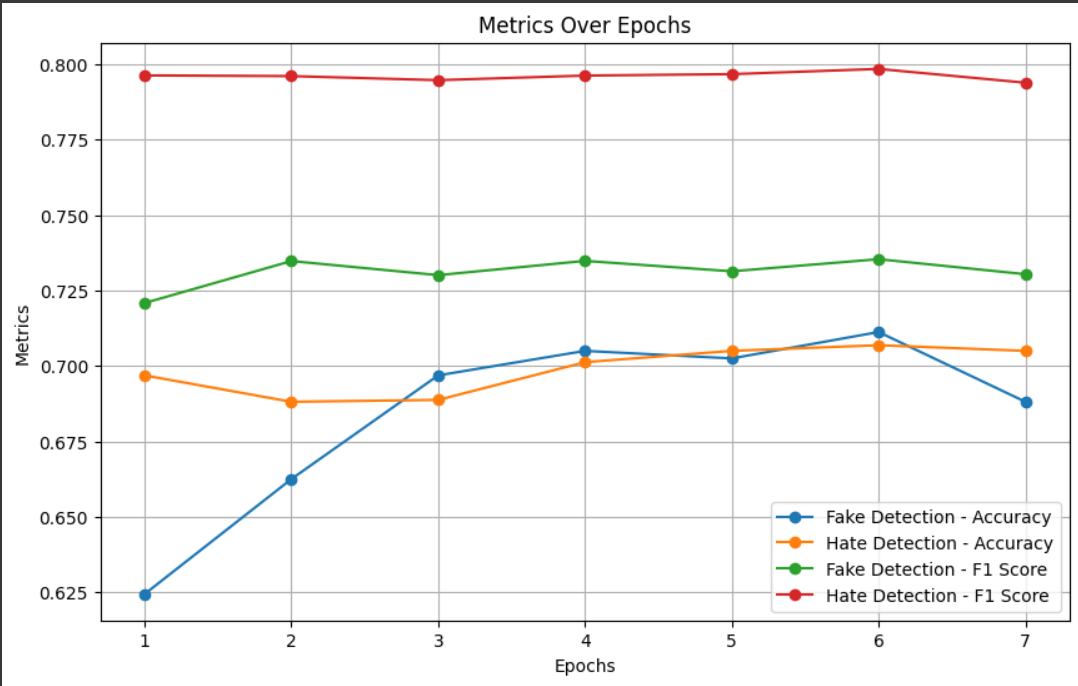 Metrics Over Epochs
0.800
0.775
0.750
0.725
0.700
0.675
0.650
0.625
Metrics
Fake Detection - Accuracy
Hate Detection - Accuracy
Fake Detection - F1 Score
Hate Detection - F1 Score
1 2 3 4 5 6 7
Epochs